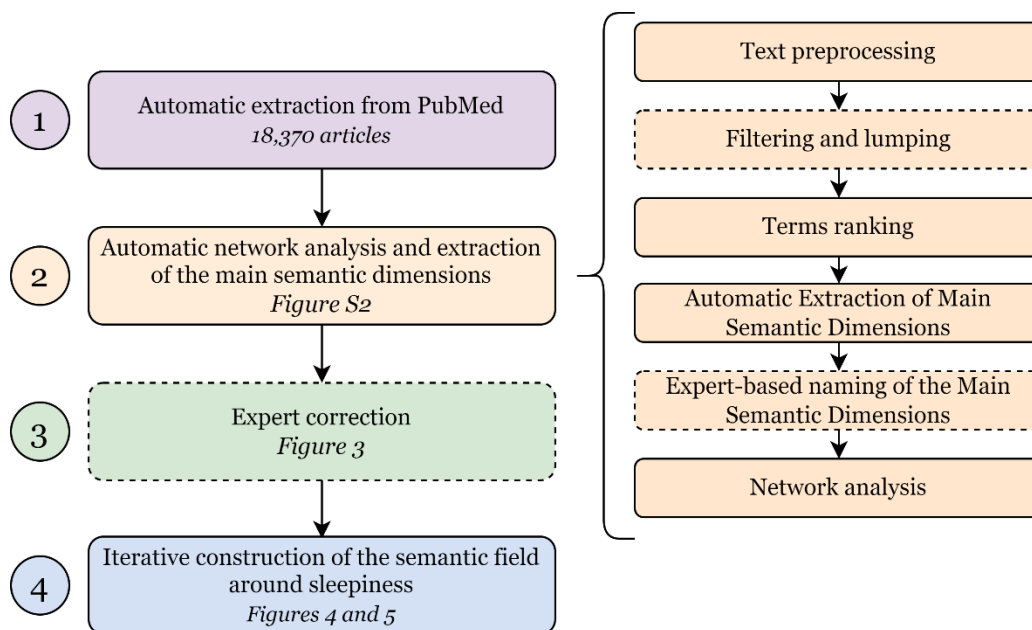 1
Automatic extraction from PubMed
18,370 articles
2
Automatic network analysis and extraction
of the main semantic dimensions
Figure S2
3
Expert correction
Figure 3
4
Iterative construction of the semantic field
around sleepiness
Figures 4 and 5
Text preprocessing
Filtering and lumping
Terms ranking
Automatic Extraction of Main
Semantic Dimensions
Expert-based naming of the Main
Semantic Dimensions
Network analysis